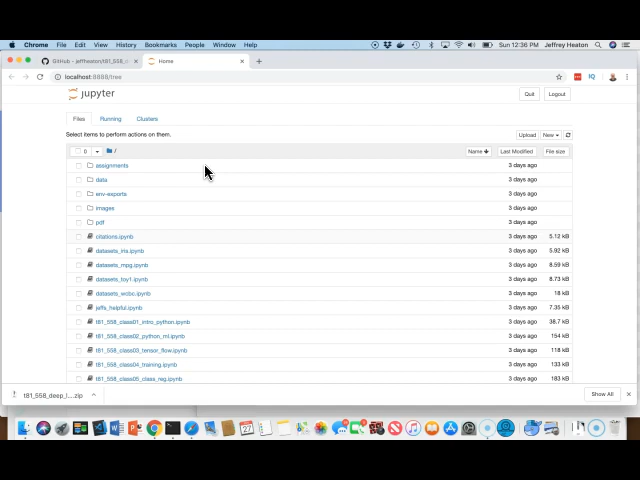 Chrome File Edit View History Bookmarks People Window Help Sun 12:36 PM Jeffrey Heaton
GitHub - jeffheaton/t81_558_d Home
localhost:8888/tree
jupyter Quit Logout
Files Running Clusters
Select items to perform actions on them. Upload New
0 / Name Last Modified File size
assignments 3 days ago
data 3 days ago
env-exports 3 days ago
images 3 days ago
pdf 3 days ago
citations.ipynb 3 days ago 5.12 kB
datasets_iris.ipynb 3 days ago 5.92 kB
datasets_mpg.ipynb 3 days ago 8.59 kB
datasets_toy1.ipynb 3 days ago 8.73 kB
datasets_wcbc.ipynb 3 days ago 18 kB
jeffs_helpful.ipynb 3 days ago 7.35 kB
t81_558_class01_intro_python.ipynb 3 days ago 38.7 kB
t81_558_class02_python_ml.ipynb 3 days ago 154 kB
t81_558_class03_tensor_flow.ipynb 3 days ago 118 kB
t81_558_class04_training.ipynb 3 days ago 133 kB
t81_558_class05_class_reg.ipynb 3 days ago 183 kB
t81_558_deep_l....zip Show All